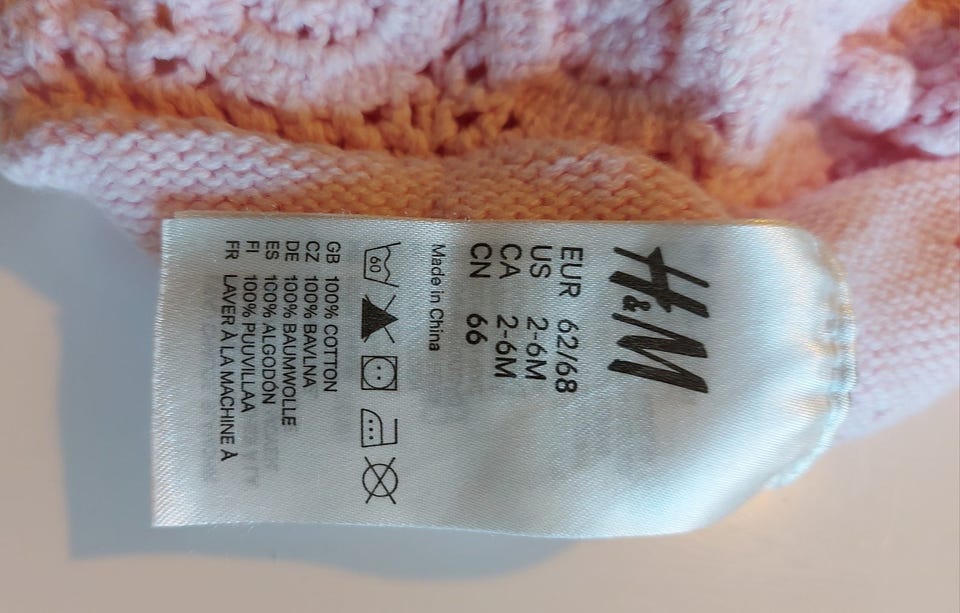 H&M
EUR 62/68
US 2-6M
CA 2-6M
CN 66
Made in China
60
GB 100% COTTON
CZ 100% BAVLNA
DE 100% BAUMWOLLE
ES 100% ALGODÓN
FI 100% PUUVILLAA
FR LAVER À LA MACHINE À